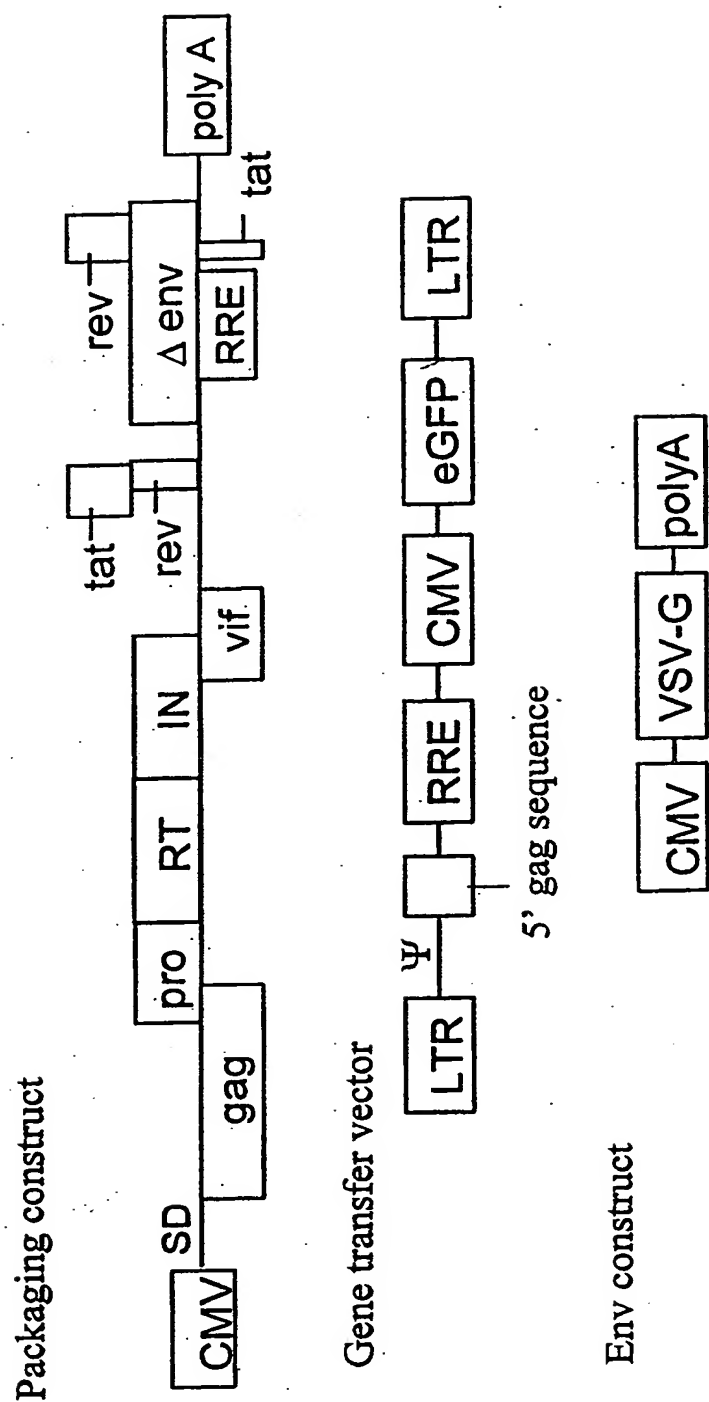 Packaging construct
CMV
SD
gag
pro
RT
IN
vif
tat
rev
rev
Δ env
RRE
tat
poly A
Gene transfer vector
LTR
Ψ
5' gag sequence
RRE
CMV
eGFP
LTR
Env construct
CMV
VSV-G
polyA